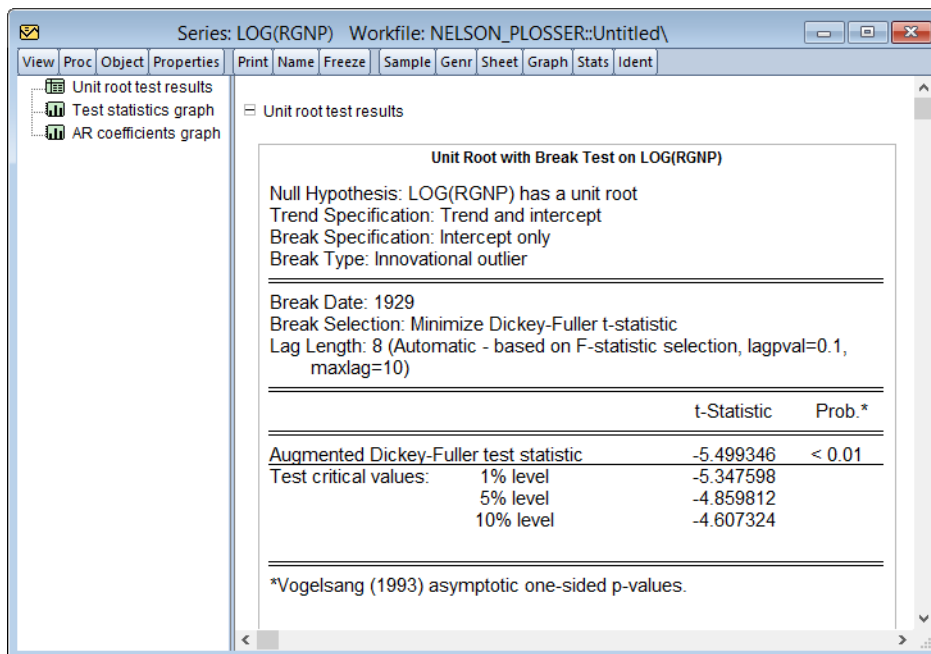 Series: LOG(RGNP) Workfile: NELSON_PLOSSER::Untitled\
View Proc Object Properties Print Name Freeze Sample Genr Sheet Graph Stats Ident
Unit root test results
Test statistics graph
AR coefficients graph
Unit root test results
Unit Root with Break Test on LOG(RGNP)
Null Hypothesis: LOG(RGNP) has a unit root
Trend Specification: Trend and intercept
Break Specification: Intercept only
Break Type: Innovational outlier
Break Date: 1929
Break Selection: Minimize Dickey-Fuller t-statistic
Lag Length: 8 (Automatic - based on F-statistic selection, lagpval=0.1,
maxlag=10)
t-Statistic Prob.*
Augmented Dickey-Fuller test statistic -5.499346 < 0.01
Test critical values: 1% level -5.347598
5% level -4.859812
10% level -4.607324
*Vogelsang (1993) asymptotic one-sided p-values.